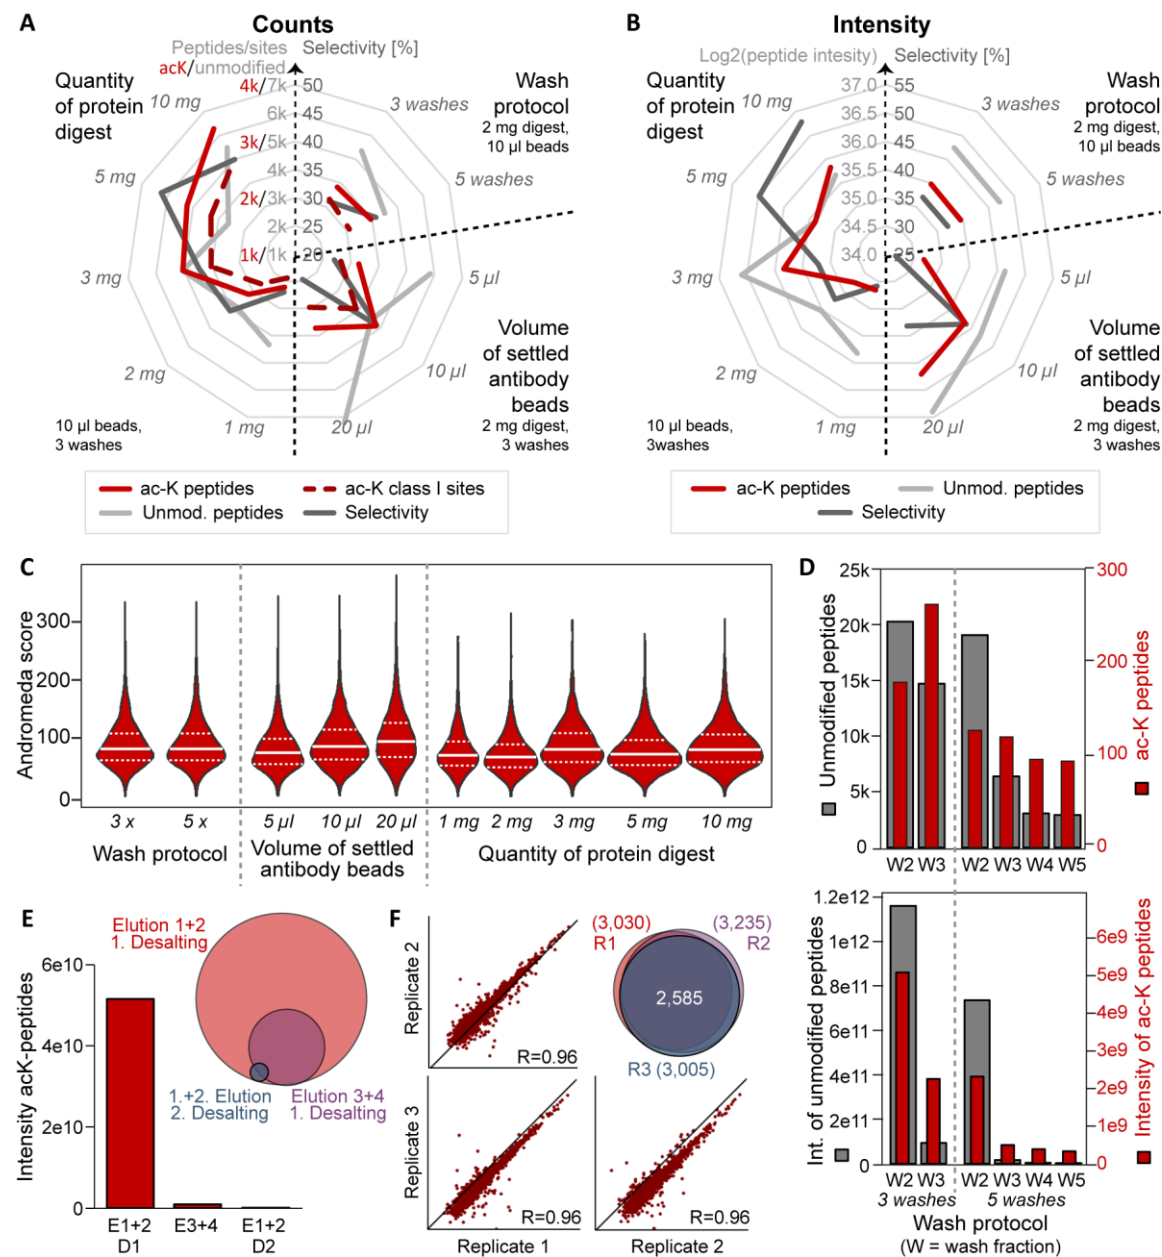 A
Counts
Peptides/sites
acK/unmodified
Selectivity [%]
Quantity
of protein
digest
Wash
protocol
2 mg digest,
10 µl beads
4k/7k 50
6k 45
3k/5k 40
4k 35
2k/3k 30
2k 25
1k/1k 20
10 mg
5 mg
3 mg
2 mg
1 mg
3 washes
5 washes
5 µl
10 µl
20 µl
Volume
of settled
antibody
beads
2 mg digest,
3 washes
10 µl beads,
3 washes
ac-K peptides
ac-K class I sites
Unmod. peptides
Selectivity
B
Intensity
Log2(peptide intesity)
Selectivity [%]
Quantity
of protein
digest
Wash
protocol
2 mg digest,
10 µl beads
37.0 55
36.5 50
36.0 45
35.5 40
35.0 35
34.5 30
34.0 25
10 mg
5 mg
3 mg
2 mg
1 mg
3 washes
5 washes
5 µl
10 µl
20 µl
Volume
of settled
antibody
beads
2 mg digest,
3 washes
10 µl beads,
3washes
ac-K peptides
Unmod. peptides
Selectivity
C
Andromeda score
300
200
100
0
3 x
5 x
5 µl
10 µl
20 µl
1 mg
2 mg
3 mg
5 mg
10 mg
Wash protocol
Volume of settled
antibody beads
Quantity of protein digest
D
Unmodified peptides
25k
20k
15k
10k
5k
0
300
200
100
0
ac-K peptides
W2 W3 W2 W3 W4 W5
Int. of unmodified peptides
1.2e12
1e12
8e11
6e11
4e11
2e11
0
6e9
5e9
4e9
3e9
2e9
1e9
0
Intensity of ac-K peptides
W2 W3 W2 W3 W4 W5
3 washes
5 washes
Wash protocol
(W = wash fraction)
E
Intensity acK-peptides
6e10
4e10
2e10
0
E1+2
D1
E3+4
E1+2
D2
Elution 1+2
1. Desalting
1.+2. Elution
2. Desalting
Elution 3+4
1. Desalting
F
Replicate 2
R=0.96
(3,030)
R1
(3,235)
R2
2,585
R3 (3,005)
Replicate 3
R=0.96
R=0.96
Replicate 1
Replicate 2